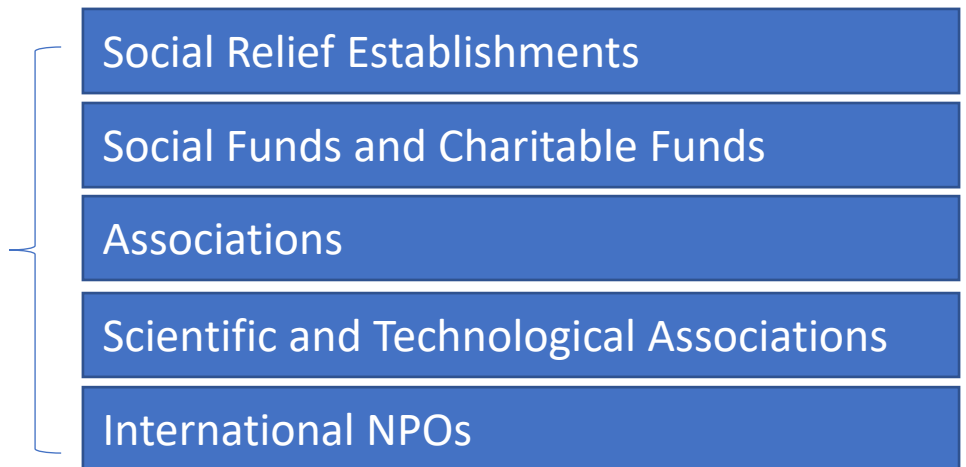 Social Relief Establishments
Social Funds and Charitable Funds
Associations
Scientific and Technological Associations
International NPOs